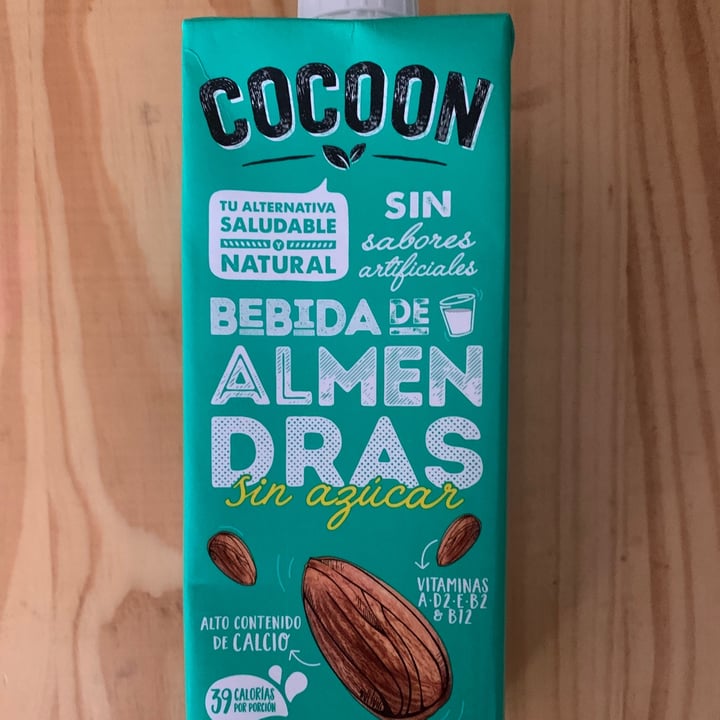 COCOON
TU ALTERNATIVA
SALUDABLE
Y
NATURAL
SIN
sabores
artificiales
BEBIDA DE
ALMEN
DRAS
sin azúcar
VITAMINAS
A·D2·E·B2
& B12
ALTO CONTENIDO
DE CALCIO
39 CALORÍAS
POR PORCIÓN